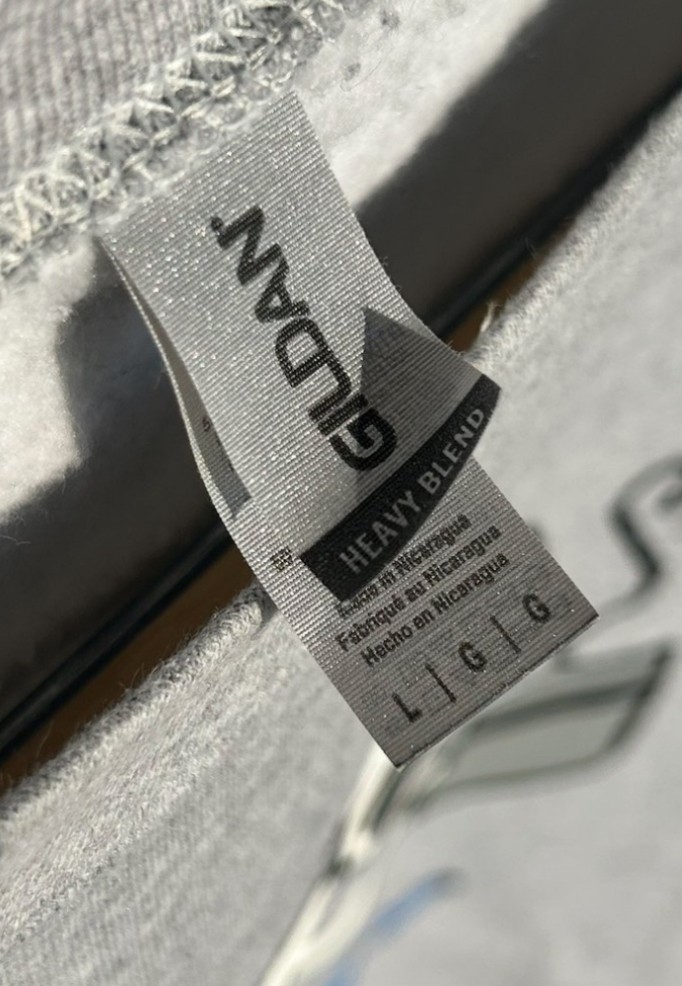 GILDAN
HEAVY BLEND
Made in Nicaragua
Fabriqué au Nicaragua
Hecho en Nicaragua
L | G | G